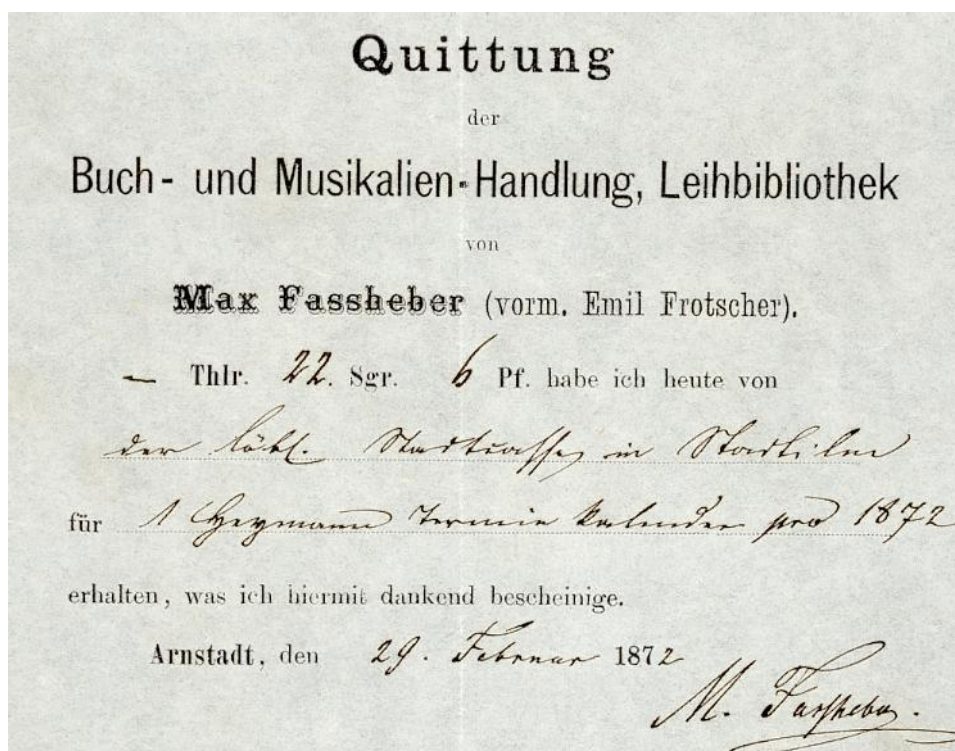 Quittung
der
Buch- und Musikalien-Handlung, Leihbibliothek
von
Max Fassheber (vorm. Emil Frotscher).
— Thlr. 22. Sgr. 6 Pf. habe ich heute von
der löbl. Stadtcasse in Stadtilm
für 1 Heymann Termin Kalender pro 1872
erhalten, was ich hiermit dankend bescheinige.
Arnstadt, den 29. Februar 1872
M. Fassheber.